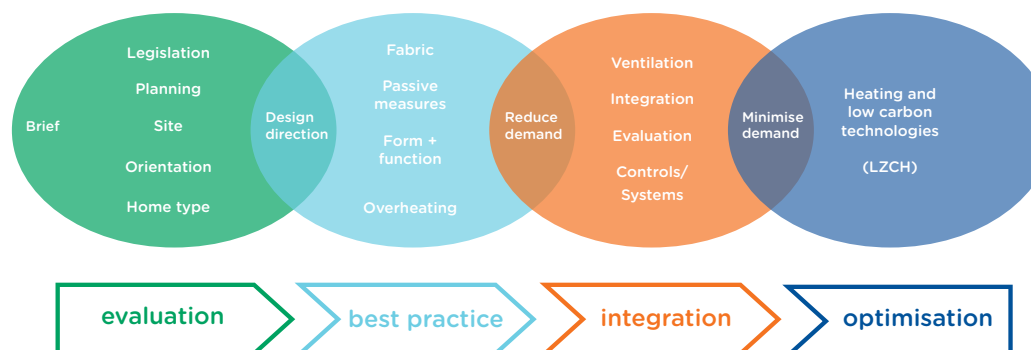 Brief
Legislation
Planning
Site
Orientation
Home type
Design
direction
Fabric
Passive
measures
Form +
function
Overheating
Reduce
demand
Ventilation
Integration
Evaluation
Controls/
Systems
Minimise
demand
Heating and
low carbon
technologies
(LZCH)
evaluation
best practice
integration
optimisation